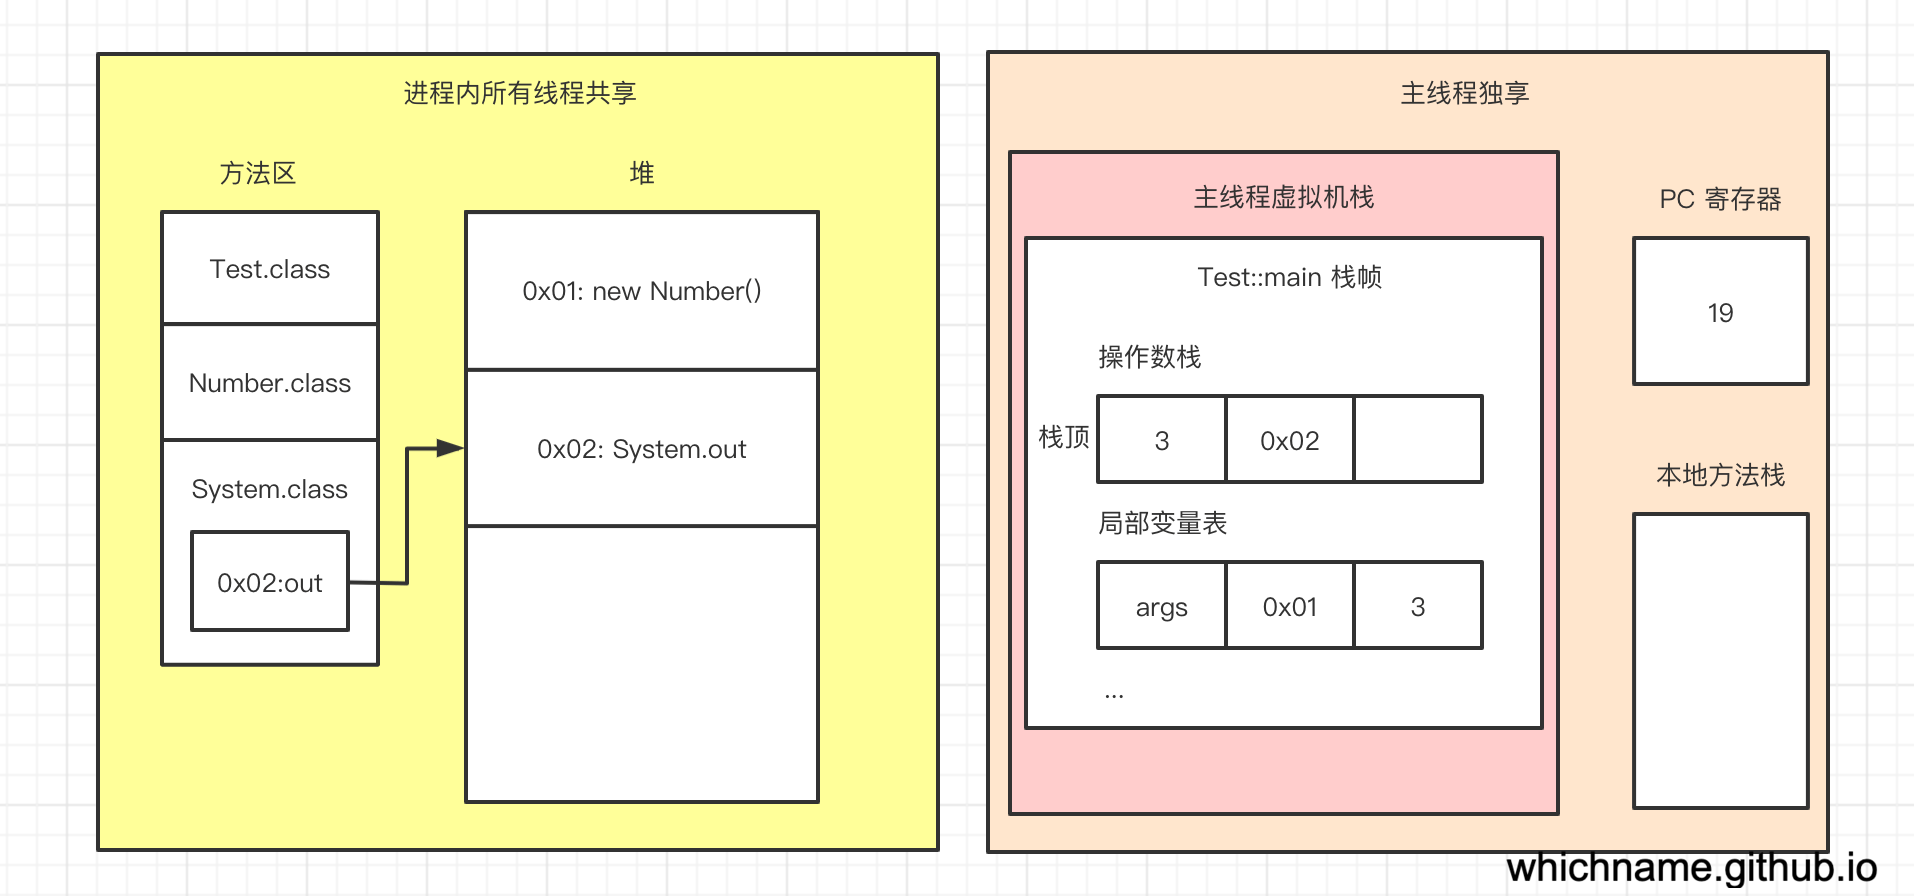 进程内所有线程共享
方法区
堆
Test.class
Number.class
System.class
0x02:out
0x01: new Number()
0x02: System.out
主线程独享
主线程虚拟机栈
Test::main 栈帧
操作数栈
栈顶
3
0x02
局部变量表
args
0x01
3
...
PC 寄存器
19
本地方法栈
whichname.github.io